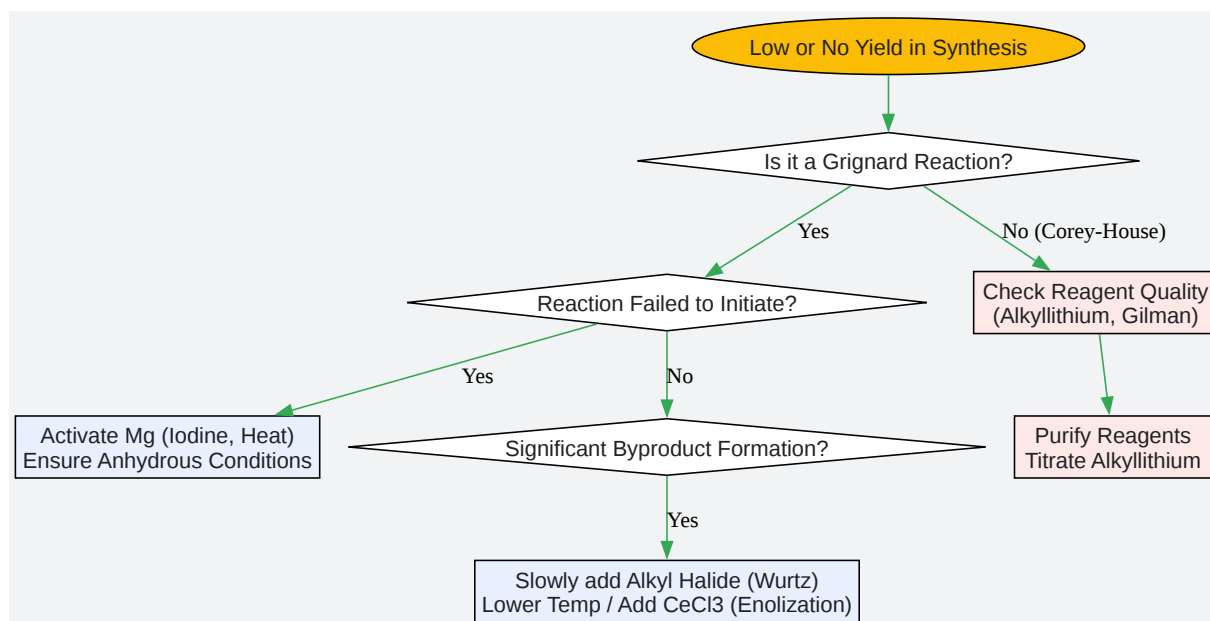 Low or No Yield in Synthesis
Is it a Grignard Reaction?
Yes
No (Corey-House)
Reaction Failed to Initiate?
Check Reagent Quality
(Alkyllithium, Gilman)
Yes
No
Activate Mg (Iodine, Heat)
Ensure Anhydrous Conditions
Significant Byproduct Formation?
Purify Reagents
Titrate Alkyllithium
Yes
Slowly add Alkyl Halide (Wurtz)
Lower Temp / Add CeCl3 (Enolization)